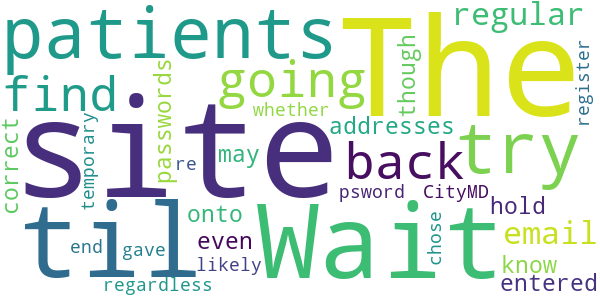 patients
The
regular
find
going
though
register
site
passwords
whether
addresses
try
correct
temporary
re
may
back
psword
CityMD
hold
til
Wait
onto
chose
email
end
gave
even
likely
know
regardless
entered